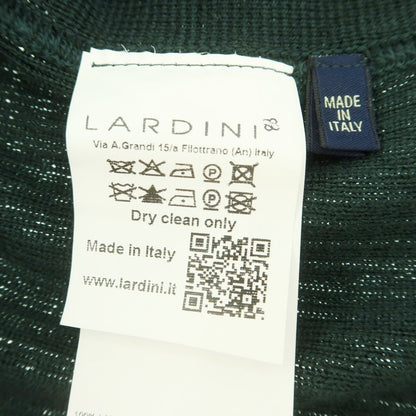 LARDINI
Via A.Grandi 15/a Filottrano (An) Italy
Dry clean only
Made in Italy
www.lardini.it
MADE
IN
ITALY